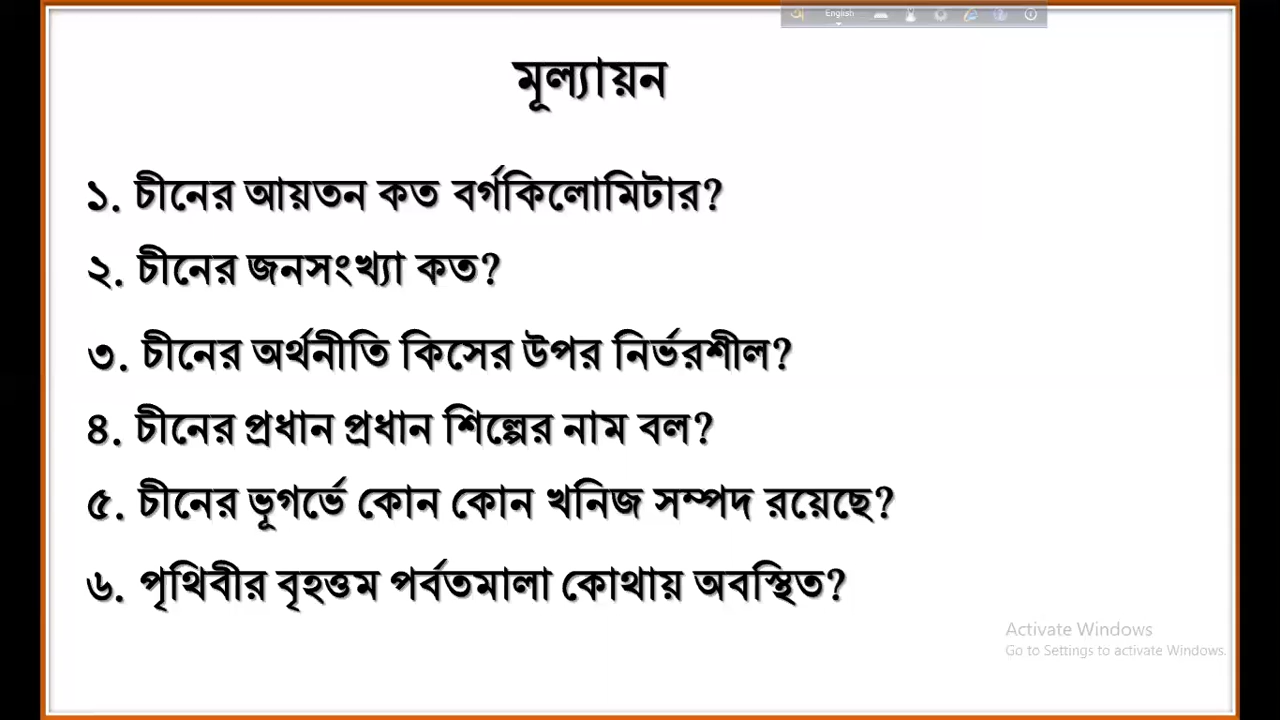 English
মূল্যায়ন
১. চীনের আয়তন কত বর্গকিলোমিটার?
২. চীনের জনসংখ্যা কত?
৩. চীনের অর্থনীতি কিসের উপর নির্ভরশীল?
৪. চীনের প্রধান প্রধান শিল্পের নাম বল?
৫. চীনের ভূগর্ভে কোন কোন খনিজ সম্পদ রয়েছে?
৬. পৃথিবীর বৃহত্তম পর্বতমালা কোথায় অবস্থিত?
Activate Windows
Go to Settings to activate Windows.